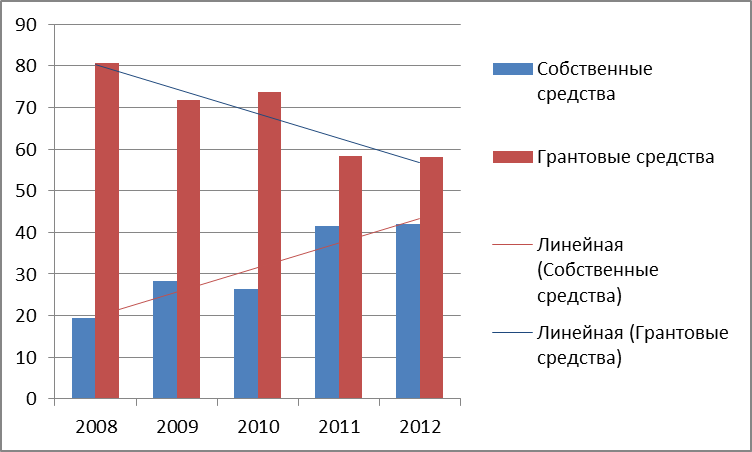 90
80
70
60
50
40
30
20
10
0
2008 2009 2010 2011 2012
Собственные
средства
Грантовые средства
Линейная
(Собственные
средства)
Линейная (Грантовые
средства)